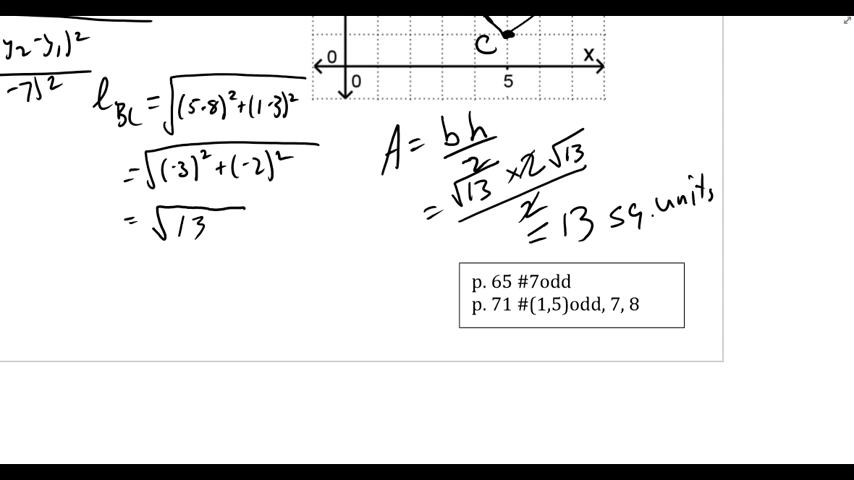 y₂-y₁)²
-7)²
l_BC = √(5-8)²+(1-3)²
= √(-3)²+(-2)²
= √13
C
0
0
5
x
A = bh/2
= √13 × 2√13 / 2
= 13 sq. units
p. 65 #7odd
p. 71 #(1,5)odd, 7, 8